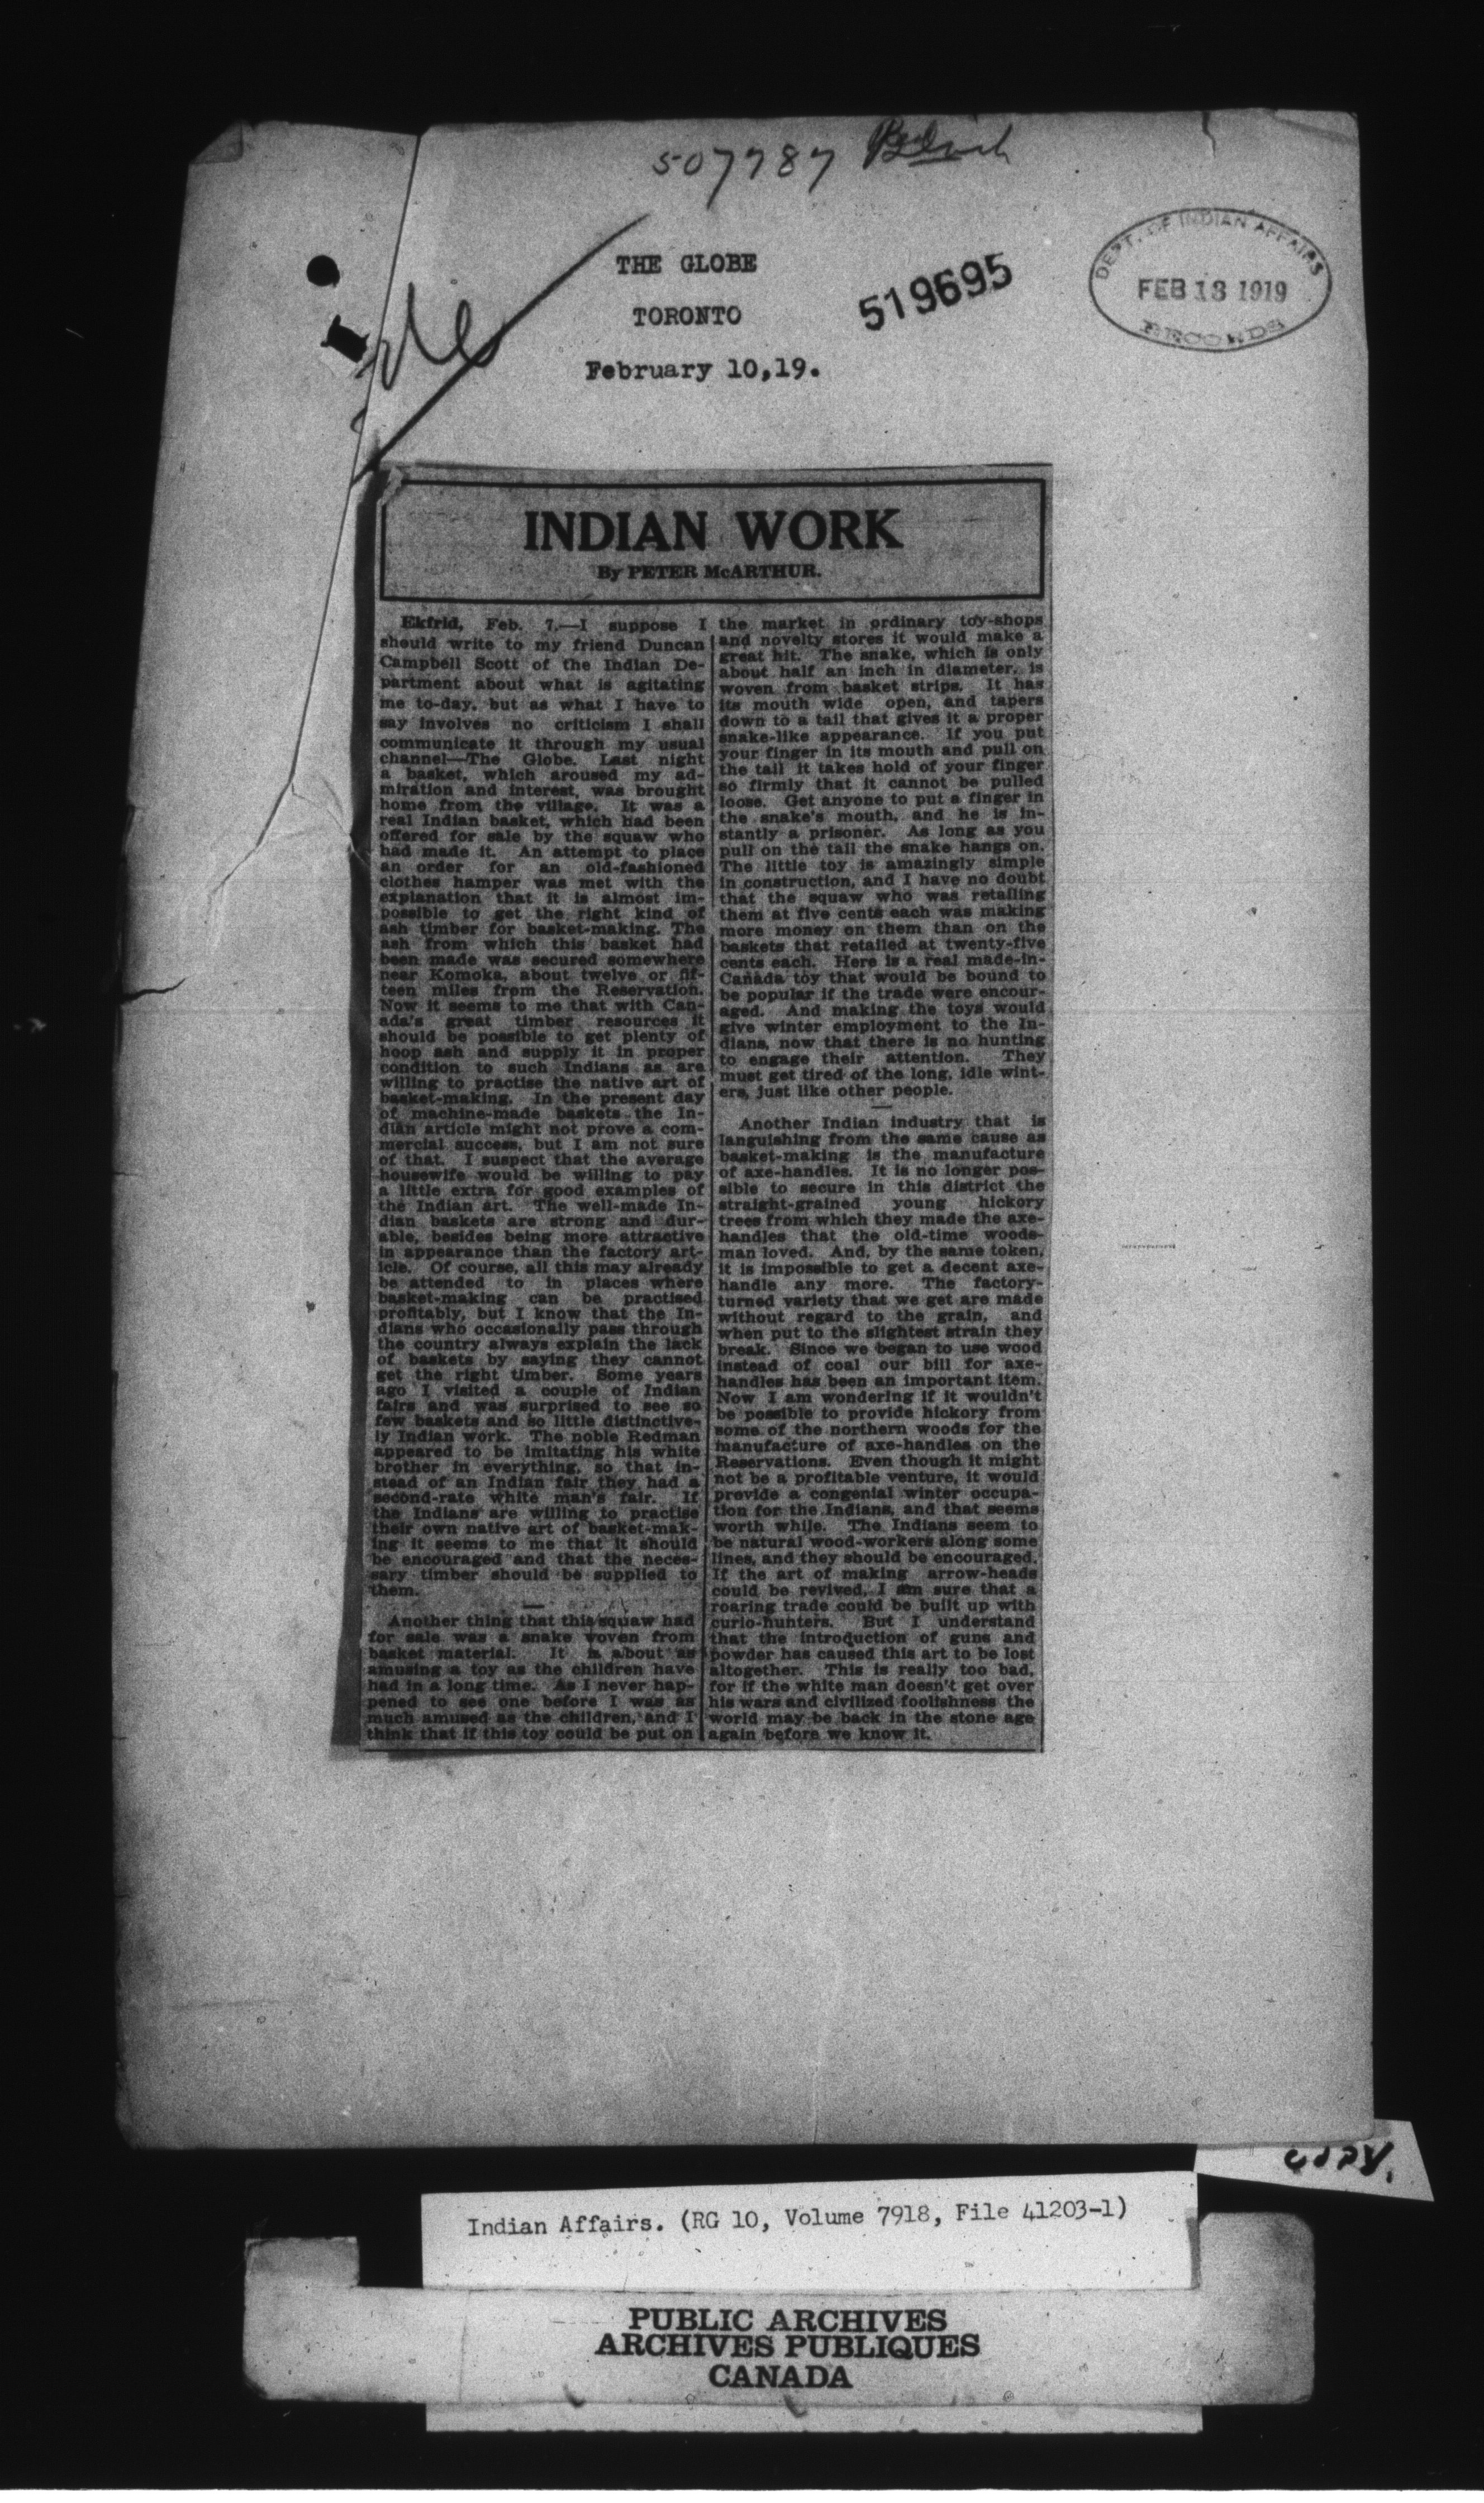 507787
THE GLOBE
TORONTO
February 10,19.
519695
DEPT. OF INDIAN AFFAIRS
FEB 13 1919
RECORDS
INDIAN WORK
By PETER McARTHUR.
Ekfrid, Feb. 7.—I suppose I
should write to my friend Duncan
Campbell Scott of the Indian De-
partment about what is agitating
me to-day, but as what I have to
say involves no criticism I shall
communicate it through my usual
channel—The Globe. Last night
a basket, which aroused my ad-
miration and interest, was brought
home from the village. It was a
real Indian basket, which had been
offered for sale by the squaw who
had made it. An attempt to place
an order for an old-fashioned
clothes hamper was met with the
explanation that it is almost im-
possible to get the right kind of
ash timber for basket-making. The
ash from which this basket had
been made was secured somewhere
near Komoka, about twelve or fif-
teen miles from the Reservation.
Now it seems to me that with Can-
ada's great timber resources it
should be possible to get plenty of
hoop ash and supply it in proper
condition to such Indians as are
willing to practise the native art of
basket-making. In the present day
of machine-made baskets the In-
dian article might not prove a com-
mercial success, but I am not sure
of that. I suspect that the average
housewife would be willing to pay
a little extra for good examples of
the Indian art. The well-made In-
dian baskets are strong and dur-
able, besides being more attractive
in appearance than the factory art-
icle. Of course, all this may already
be attended to in places where
basket-making can be practised
profitably, but I know that the In-
dians who occasionally pass through
the country always explain the lack
of baskets by saying they cannot
get the right timber. Some years
ago I visited a couple of Indian
fairs and was surprised to see so
few baskets and so little distinctive-
ly Indian work. The noble Redman
appeared to be imitating his white
brother in everything, so that in-
stead of an Indian fair they had a
second-rate white man's fair. If
the Indians are willing to practise
their own native art of basket-mak-
ing it seems to me that it should
be encouraged and that the neces-
sary timber should be supplied to
them.
Another thing that this squaw had
for sale was a snake woven from
basket material. It is about as
amusing a toy as the children have
had in a long time. As I never hap-
pened to see one before I was as
much amused as the children, and I
think that if this toy could be put on
the market in ordinary toy-shops
and novelty stores it would make a
great hit. The snake, which is only
about half an inch in diameter, is
woven from basket strips. It has
its mouth wide open, and tapers
down to a tail that gives it a proper
snake-like appearance. If you put
your finger in its mouth and pull on
the tail it takes hold of your finger
so firmly that it cannot be pulled
loose. Get anyone to put a finger in
the snake's mouth, and he is in-
stantly a prisoner. As long as you
pull on the tail the snake hangs on.
The little toy is amazingly simple
in construction, and I have no doubt
that the squaw who was retailing
them at five cents each was making
more money on them than on the
baskets that retailed at twenty-five
cents each. Here is a real made-in-
Canada toy that would be bound to
be popular if the trade were encour-
aged. And making the toys would
give winter employment to the In-
dians, now that there is no hunting
to engage their attention. They
must get tired of the long, idle wint-
ers, just like other people.
Another Indian industry that is
languishing from the same cause as
basket-making is the manufacture
of axe-handles. It is no longer pos-
sible to secure in this district the
straight-grained young hickory
trees from which they made the axe-
handles that the old-time woods-
man loved. And, by the same token,
it is impossible to get a decent axe-
handle any more. The factory-
turned variety that we get are made
without regard to the grain, and
when put to the slightest strain they
break. Since we began to use wood
instead of coal our bill for axe-
handles has been an important item.
Now I am wondering if it wouldn't
be possible to provide hickory from
some of the northern woods for the
manufacture of axe-handles on the
Reservations. Even though it might
not be a profitable venture, it would
provide a congenial winter occupa-
tion for the Indians, and that seems
worth while. The Indians seem to
be natural wood-workers along some
lines, and they should be encouraged.
If the art of making arrow-heads
could be revived, I am sure that a
roaring trade could be built up with
curio-hunters. But I understand
that the introduction of guns and
powder has caused this art to be lost
altogether. This is really too bad,
for if the white man doesn't get over
his wars and civilized foolishness the
world may be back in the stone age
again before we know it.
COPY.
Indian Affairs. (RG 10, Volume 7918, File 41203-1)
PUBLIC ARCHIVES
ARCHIVES PUBLIQUES
CANADA